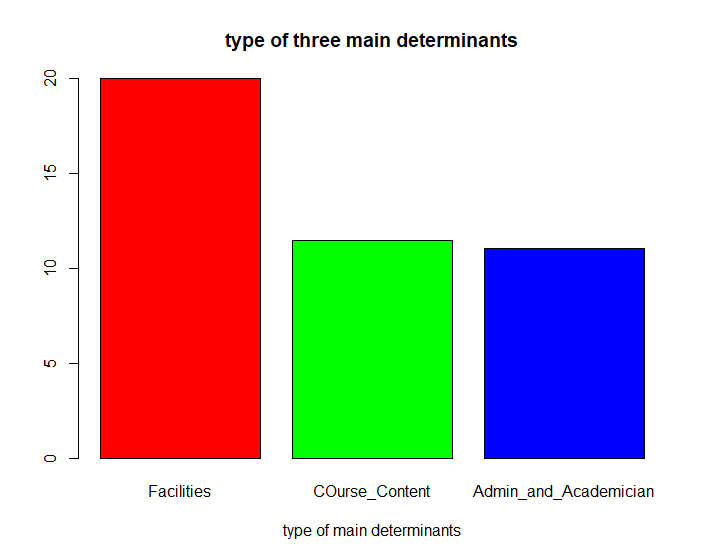 type of three main determinants
20
15
10
5
0
Facilities
COurse_Content
Admin_and_Academician
type of main determinants